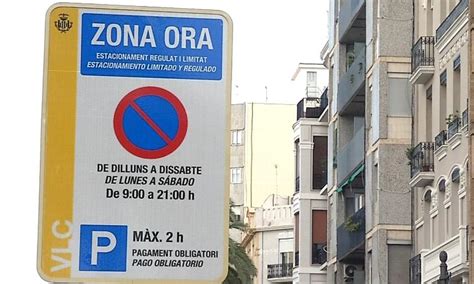 ZONA ORA
ESTACIONAMENT REGULAT I LIMITAT
ESTACIONAMIENTO LIMITADO Y REGULADO
DE DILLUNS A DISSABTE
DE LUNES A SÁBADO
De 9:00 a 21:00 h
VLC
P
MÀX. 2 h
PAGAMENT OBLIGATORI
PAGO OBLIGATORIO